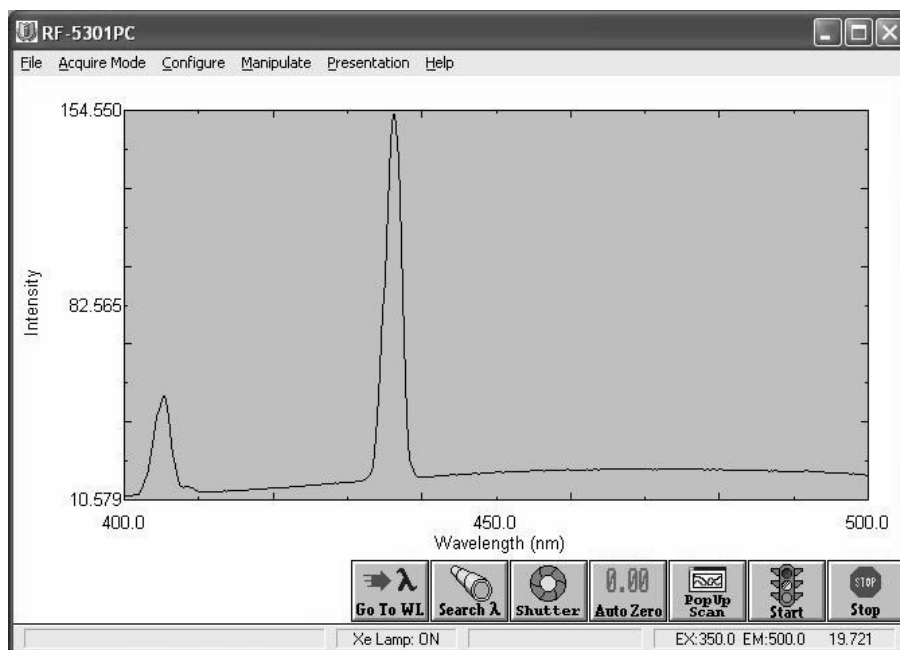 RF-5301PC
File Acquire Mode Configure Manipulate Presentation Help
154.550
82.565
10.579
Intensity
400.0 450.0 500.0
Wavelength (nm)
0.00
STOP
Go To WL Search λ Shutter Auto Zero PopUp Scan Start Stop
Xe Lamp: ON EX:350.0 EM:500.0 19.721